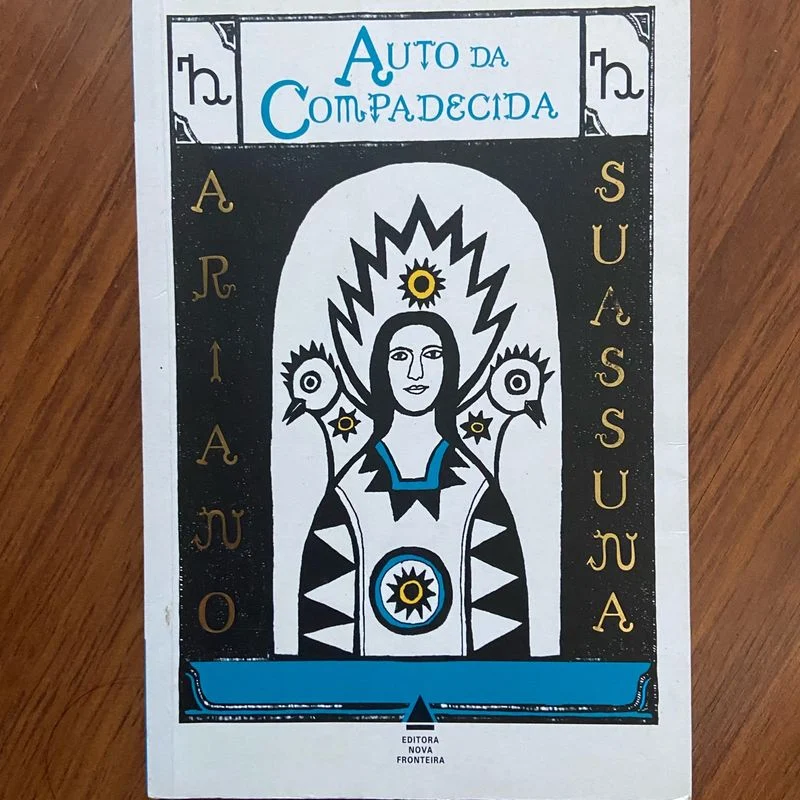 AUTO DA
COMPADECIDA
ARIANO
SUASSUNA
EDITORA
NOVA
FRONTEIRA